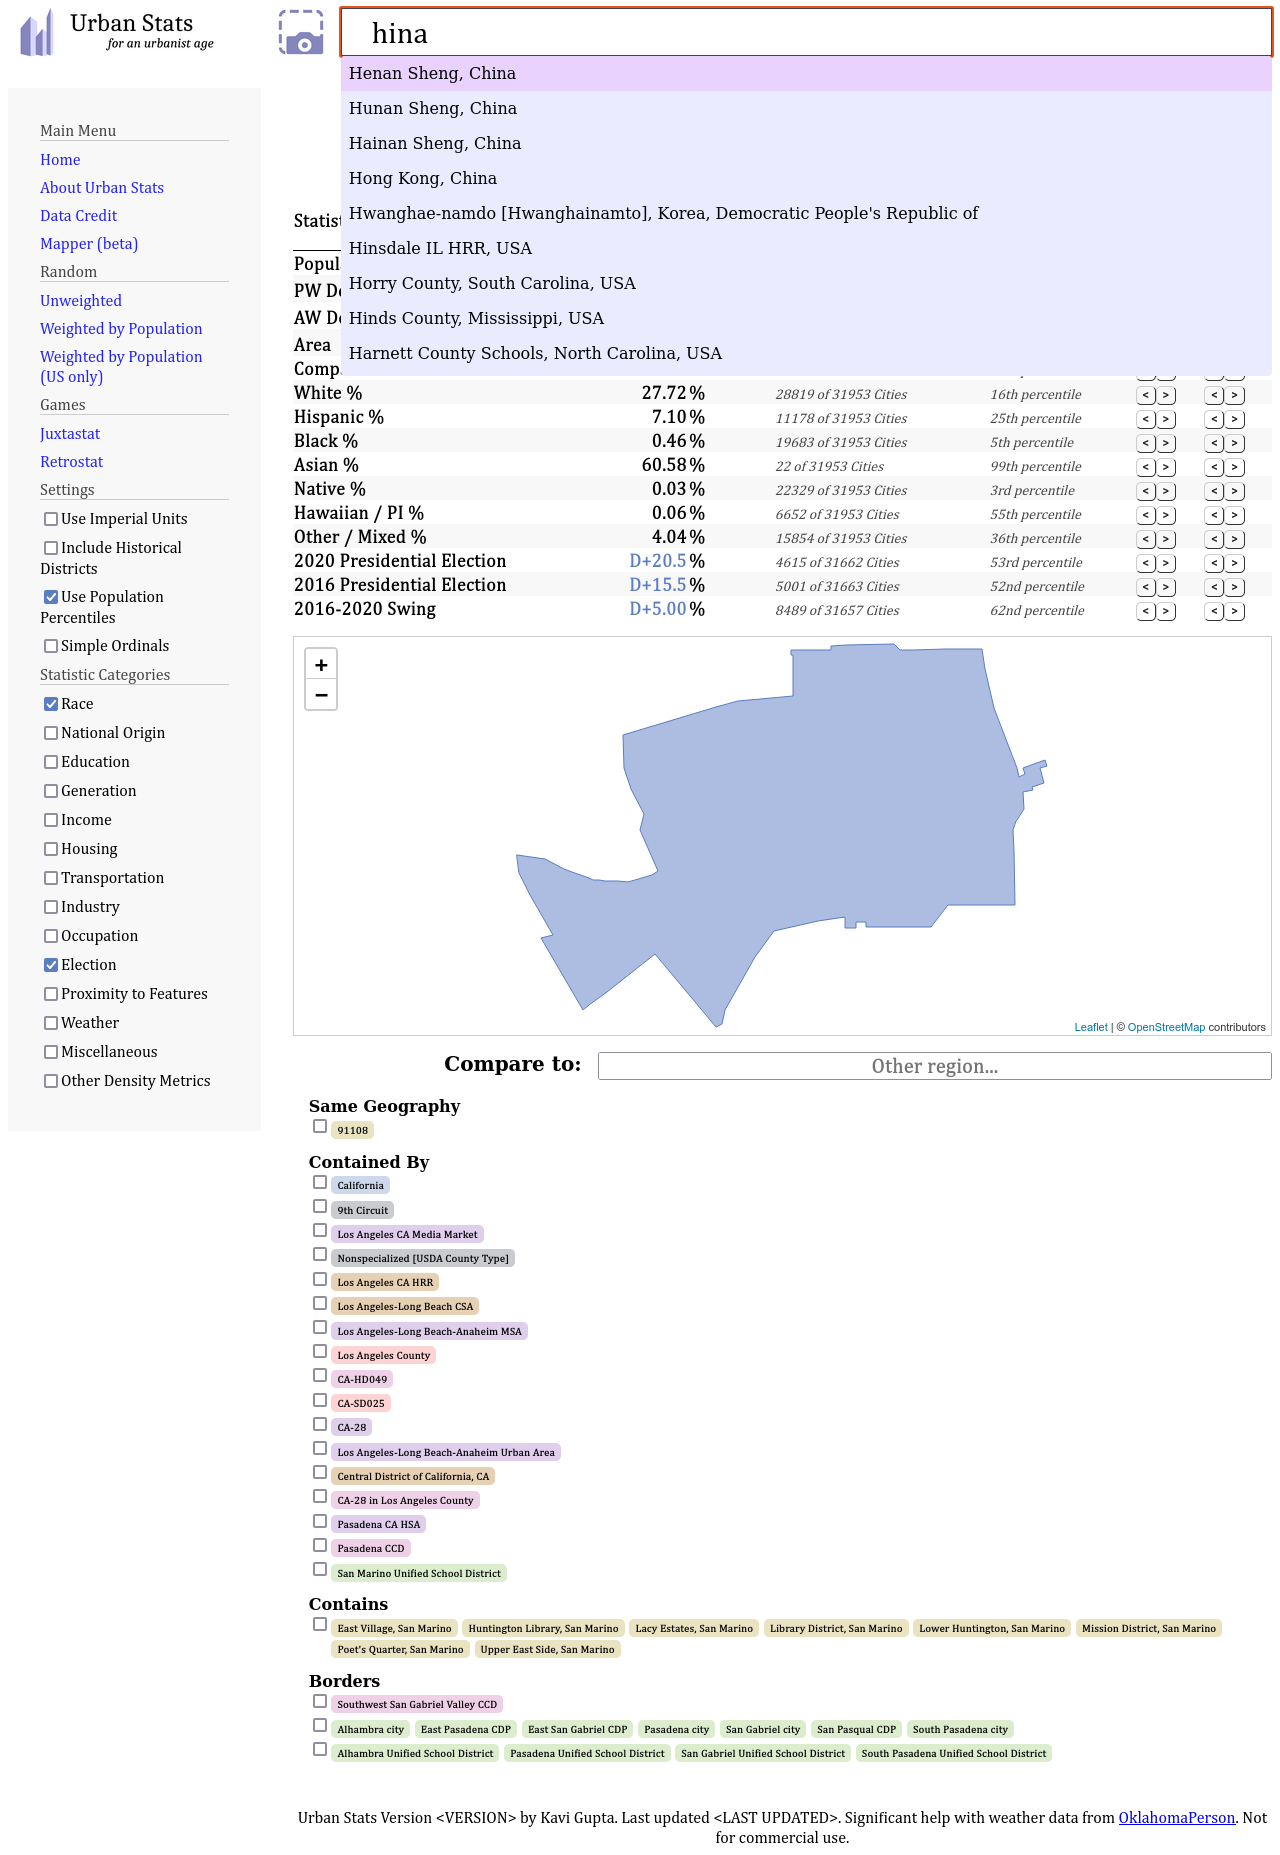 Urban Stats
for an urbanist age
hina
Henan Sheng, China
Hunan Sheng, China
Hainan Sheng, China
Hong Kong, China
Hwanghae-namdo [Hwanghainamto], Korea, Democratic People's Republic of
Hinsdale IL HRR, USA
Horry County, South Carolina, USA
Hinds County, Mississippi, USA
Harnett County Schools, North Carolina, USA
Main Menu
Home
About Urban Stats
Data Credit
Mapper (beta)
Random
Unweighted
Weighted by Population
Weighted by Population
(US only)
Games
Juxtastat
Retrostat
Settings
Use Imperial Units
Include Historical
Districts
Use Population
Percentiles
Simple Ordinals
Statistic Categories
Race
National Origin
Education
Generation
Income
Housing
Transportation
Industry
Occupation
Election
Proximity to Features
Weather
Miscellaneous
Other Density Metrics
Area
White % 27.72% 28819 of 31953 Cities 16th percentile < > < >
Hispanic % 7.10% 11178 of 31953 Cities 25th percentile < > < >
Black % 0.46% 19683 of 31953 Cities 5th percentile < > < >
Asian % 60.58% 22 of 31953 Cities 99th percentile < > < >
Native % 0.03% 22329 of 31953 Cities 3rd percentile < > < >
Hawaiian / PI % 0.06% 6652 of 31953 Cities 55th percentile < > < >
Other / Mixed % 4.04% 15854 of 31953 Cities 36th percentile < > < >
2020 Presidential Election D+20.5% 4615 of 31662 Cities 53rd percentile < > < >
2016 Presidential Election D+15.5% 5001 of 31663 Cities 52nd percentile < > < >
2016-2020 Swing D+5.00% 8489 of 31657 Cities 62nd percentile < > < >
+
−
Leaflet | © OpenStreetMap contributors
Compare to: Other region...
Same Geography
91108
Contained By
California
9th Circuit
Los Angeles CA Media Market
Nonspecialized [USDA County Type]
Los Angeles CA HRR
Los Angeles-Long Beach CSA
Los Angeles-Long Beach-Anaheim MSA
Los Angeles County
CA-HD049
CA-SD025
CA-28
Los Angeles-Long Beach-Anaheim Urban Area
Central District of California, CA
CA-28 in Los Angeles County
Pasadena CA HSA
Pasadena CCD
San Marino Unified School District
Contains
East Village, San Marino Huntington Library, San Marino Lacy Estates, San Marino Library District, San Marino Lower Huntington, San Marino Mission District, San Marino
Poet's Quarter, San Marino Upper East Side, San Marino
Borders
Southwest San Gabriel Valley CCD
Alhambra city East Pasadena CDP East San Gabriel CDP Pasadena city San Gabriel city San Pasqual CDP South Pasadena city
Alhambra Unified School District Pasadena Unified School District San Gabriel Unified School District South Pasadena Unified School District
Urban Stats Version <VERSION> by Kavi Gupta. Last updated <LAST UPDATED>. Significant help with weather data from OklahomaPerson. Not
for commercial use.